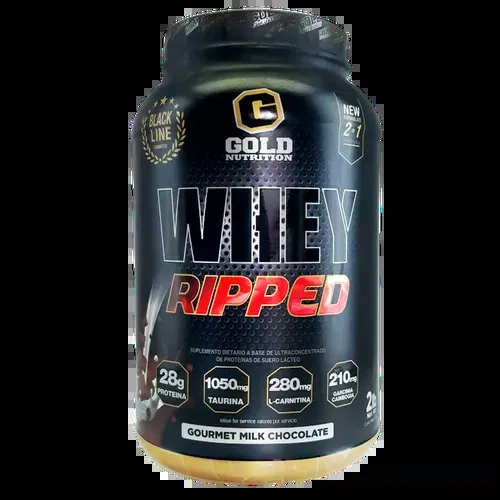 G
GOLD
NUTRITION
BLACK
LINE
NEW
2+1
WHEY
RIPPED
SUPLEMENTO DIETARIO A BASE DE ULTRACONCENTRADO
DE PROTEINAS DE SUERO LÁCTEO
28g
PROTEINA
1050mg
TAURINA
280mg
L-CARNITINA
210mg
GARCINIA
CAMBOGIA
value for service valores por servicio
GOURMET MILK CHOCOLATE